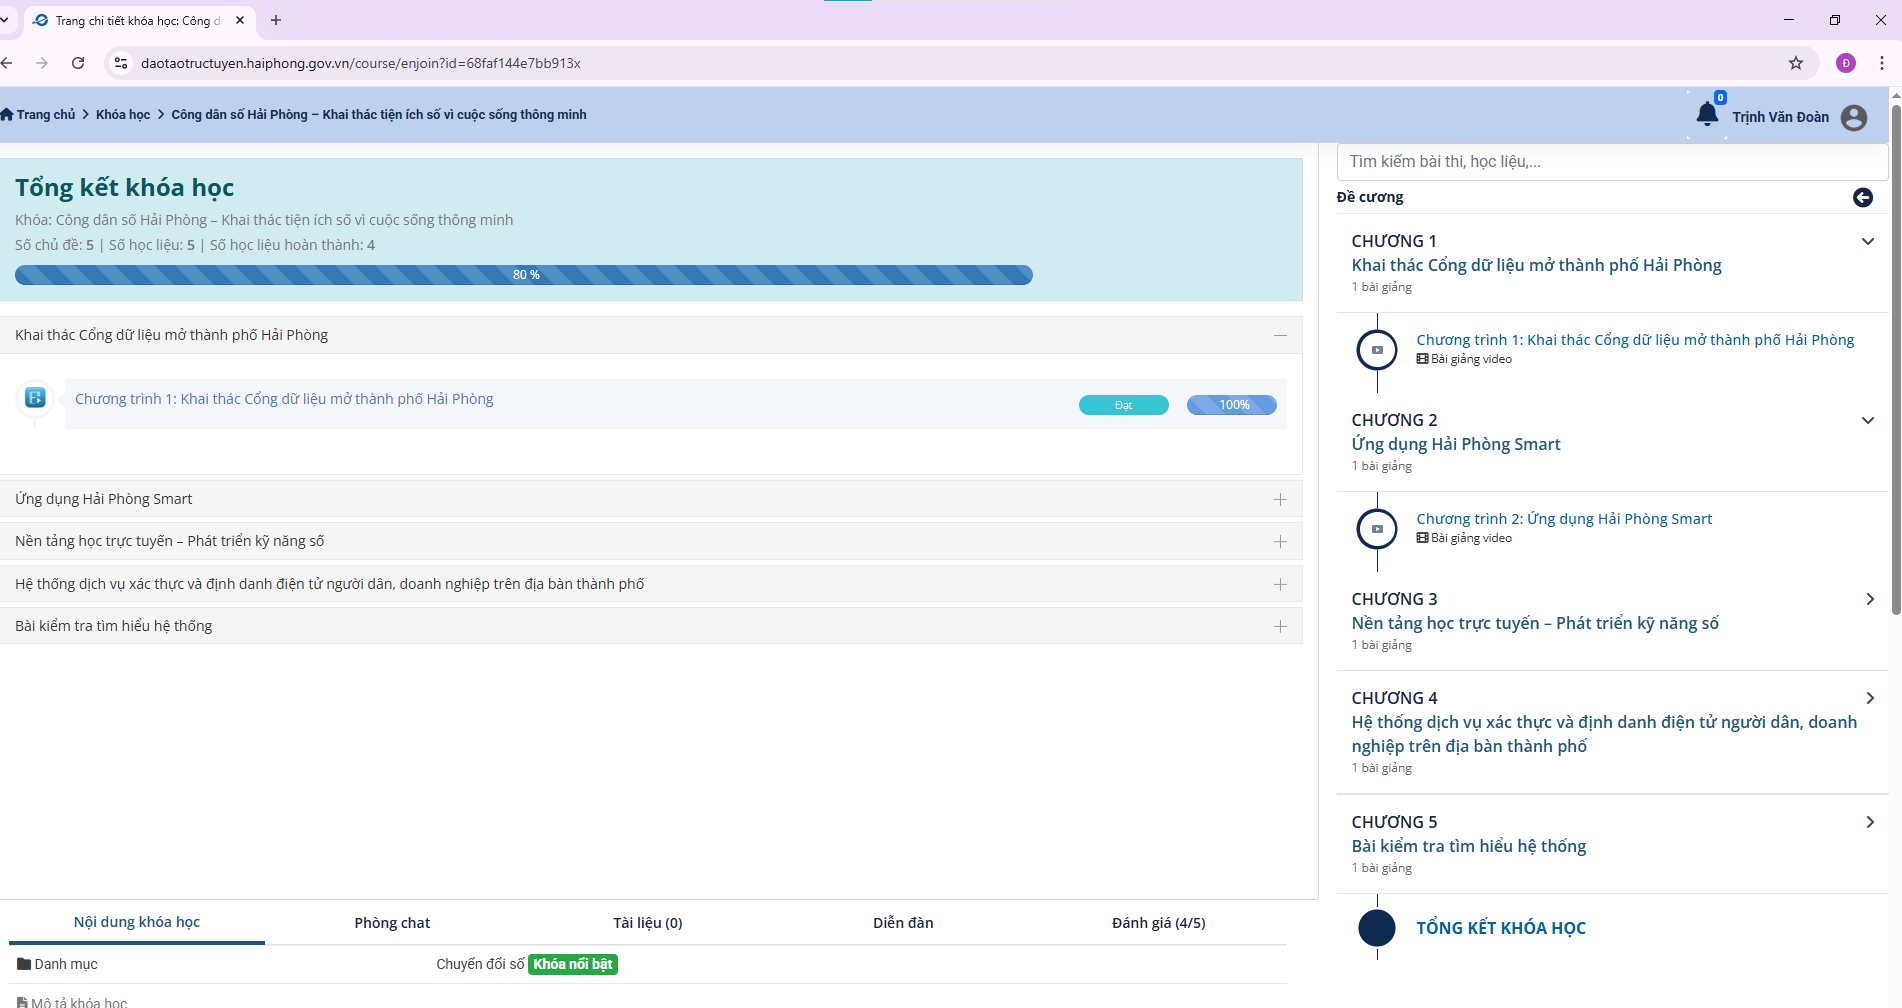 Trang chi tiết khóa học: Công d
daotaotructuyen.haiphong.gov.vn/course/enjoin?id=68faf144e7bb913x
Đ
Trang chủ > Khóa học > Công dân số Hải Phòng – Khai thác tiện ích số vì cuộc sống thông minh
0
Trịnh Văn Đoàn
Tổng kết khóa học
Khóa: Công dân số Hải Phòng – Khai thác tiện ích số vì cuộc sống thông minh
Số chủ đề: 5 | Số học liệu: 5 | Số học liệu hoàn thành: 4
80 %
Khai thác Cổng dữ liệu mở thành phố Hải Phòng
Chương trình 1: Khai thác Cổng dữ liệu mở thành phố Hải Phòng
Đạt
100%
Ứng dụng Hải Phòng Smart
Nền tảng học trực tuyến – Phát triển kỹ năng số
Hệ thống dịch vụ xác thực và định danh điện tử người dân, doanh nghiệp trên địa bàn thành phố
Bài kiểm tra tìm hiểu hệ thống
Tìm kiếm bài thi, học liệu,...
Đề cương
CHƯƠNG 1
Khai thác Cổng dữ liệu mở thành phố Hải Phòng
1 bài giảng
Chương trình 1: Khai thác Cổng dữ liệu mở thành phố Hải Phòng
Bài giảng video
CHƯƠNG 2
Ứng dụng Hải Phòng Smart
1 bài giảng
Chương trình 2: Ứng dụng Hải Phòng Smart
Bài giảng video
CHƯƠNG 3
Nền tảng học trực tuyến – Phát triển kỹ năng số
1 bài giảng
CHƯƠNG 4
Hệ thống dịch vụ xác thực và định danh điện tử người dân, doanh
nghiệp trên địa bàn thành phố
1 bài giảng
CHƯƠNG 5
Bài kiểm tra tìm hiểu hệ thống
1 bài giảng
TỔNG KẾT KHÓA HỌC
Nội dung khóa học
Phòng chat
Tài liệu (0)
Diễn đàn
Đánh giá (4/5)
Danh mục
Chuyển đổi số Khóa nổi bật
Mô tả khóa học